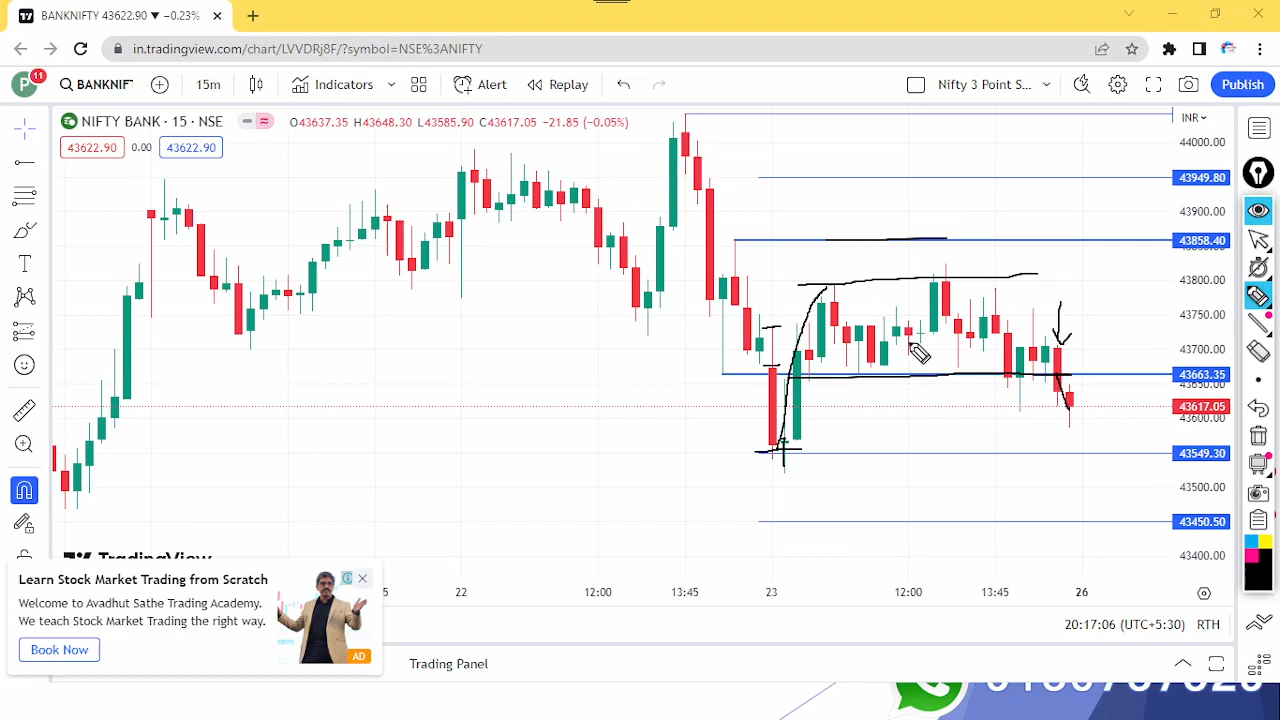 BANKNIFTY 43622.90 ▼ −0.23%
in.tradingview.com/chart/LVVDRj8F/?symbol=NSE%3ANIFTY
P 11 BANKNIFT 15m Indicators Alert Replay Nifty 3 Point S... Publish
NIFTY BANK · 15 · NSE O43637.35 H43648.30 L43585.90 C43617.05 −21.85 (−0.05%)
INR
43622.90 0.00 43622.90
44000.00
43949.80
43900.00
43858.40
43800.00
43750.00
43700.00
43663.35
43650.00
43617.05
43600.00
43549.30
43500.00
43450.50
43400.00
TradingView
22 12:00 13:45 23 12:00 13:45 26
Learn Stock Market Trading from Scratch
Welcome to Avadhut Sathe Trading Academy.
We teach Stock Market Trading the right way.
Book Now
AD
20:17:06 (UTC+5:30) RTH
Trading Panel